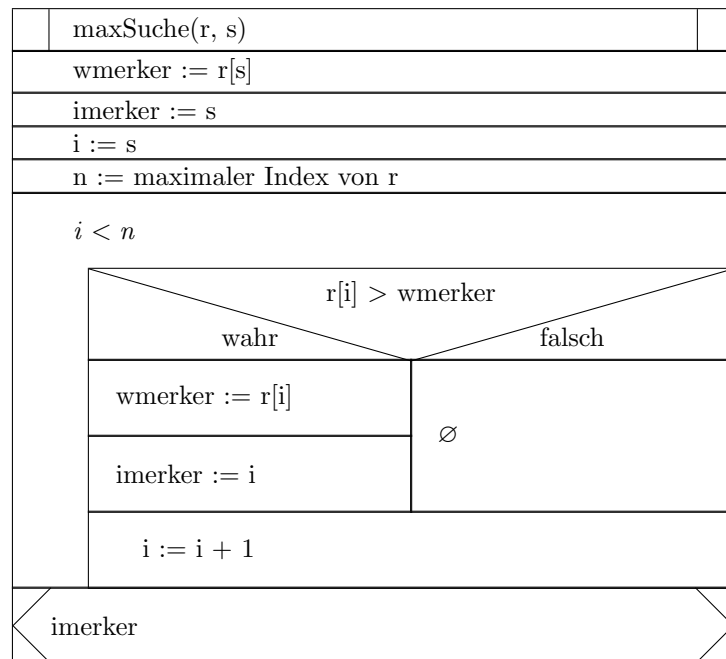 maxSuche(r, s)
wmerker := r[s]
imerker := s
i := s
n := maximaler Index von r
i < n
r[i] > wmerker
wahr falsch
wmerker := r[i]
∅
imerker := i
i := i + 1
imerker